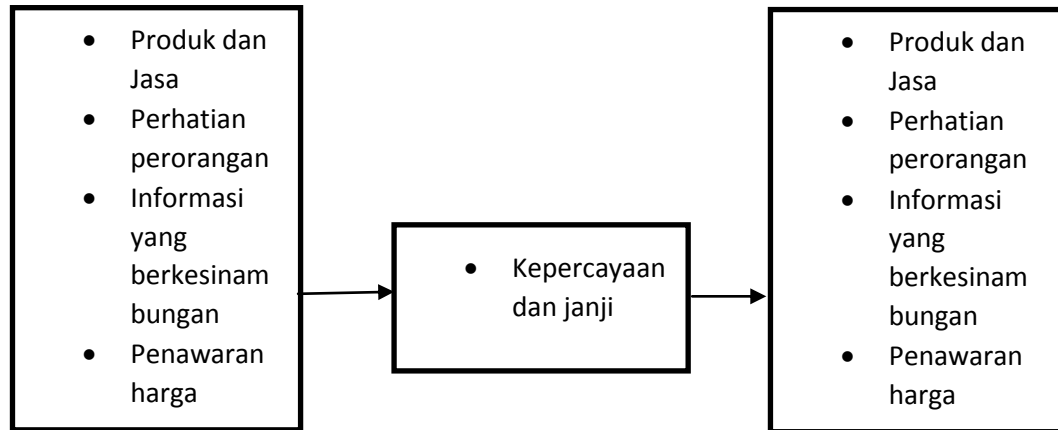 • Produk dan
Jasa
• Perhatian
perorangan
• Informasi
yang
berkesinam
bungan
• Penawaran
harga
• Kepercayaan
dan janji
• Produk dan
Jasa
• Perhatian
perorangan
• Informasi
yang
berkesinam
bungan
• Penawaran
harga